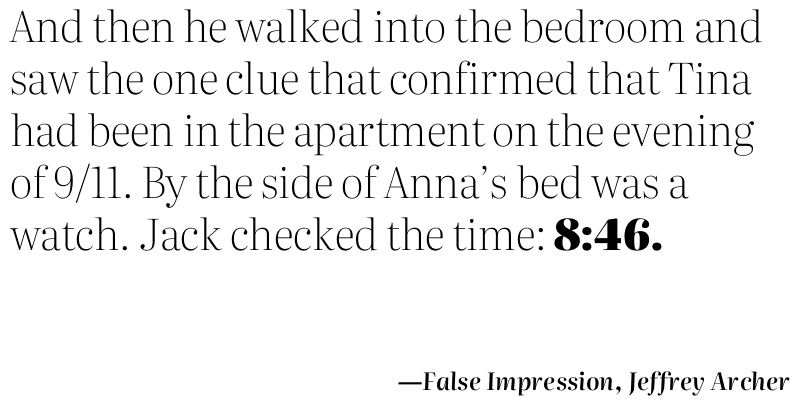 And then he walked into the bedroom and
saw the one clue that confirmed that Tina
had been in the apartment on the evening
of 9/11. By the side of Anna’s bed was a
watch. Jack checked the time: 8:46.
—False Impression, Jeffrey Archer